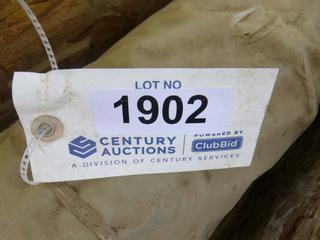 LOT NO
1902
CENTURY AUCTIONS
POWERED BY
ClubBid
A DIVISION OF CENTURY SERVICES